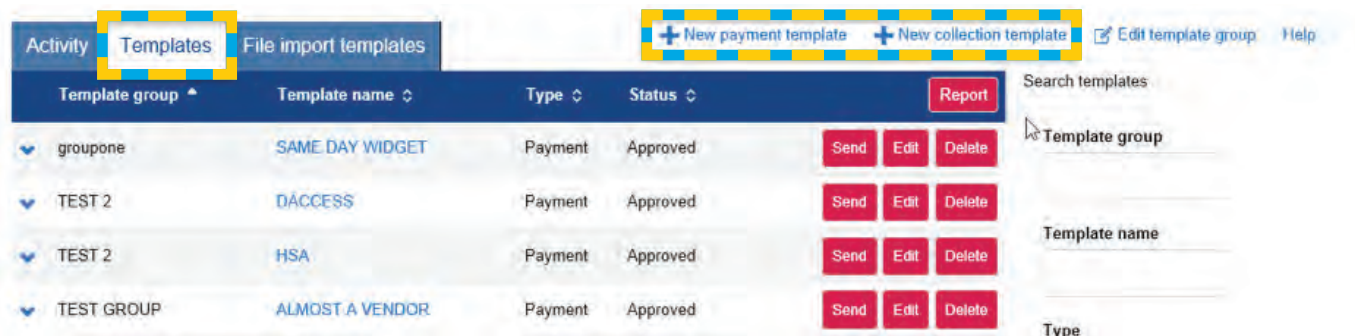 Activity Templates File import templates
New payment template New collection template Edit template group Help
Template group Template name Type Status Report
groupone SAME DAY WIDGET Payment Approved Send Edit Delete
TEST 2 DACCESS Payment Approved Send Edit Delete
TEST 2 HSA Payment Approved Send Edit Delete
TEST GROUP ALMOST A VENDOR Payment Approved Send Edit Delete
Search templates
Template group
Template name
Type